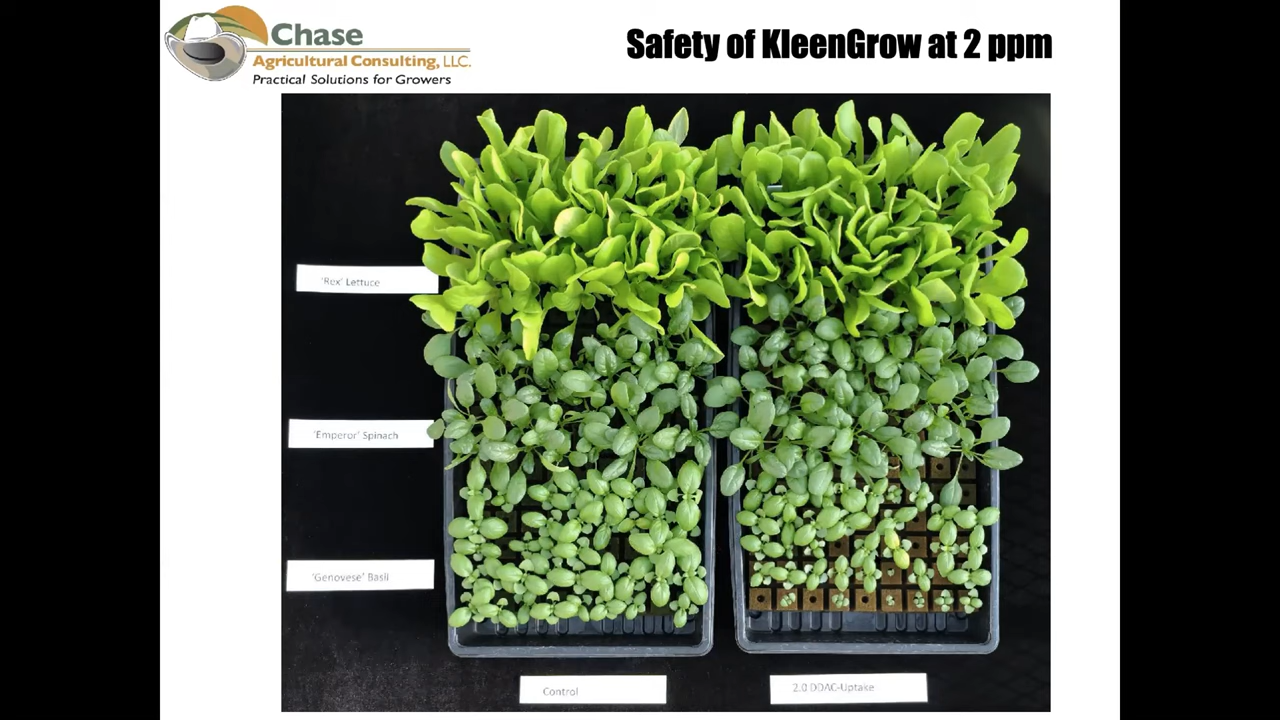 Chase
Agricultural Consulting, LLC.
Practical Solutions for Growers
Safety of KleenGrow at 2 ppm
'Rex' Lettuce
'Emperor' Spinach
'Genovese' Basil
Control
2.0 DDAC-Uptake